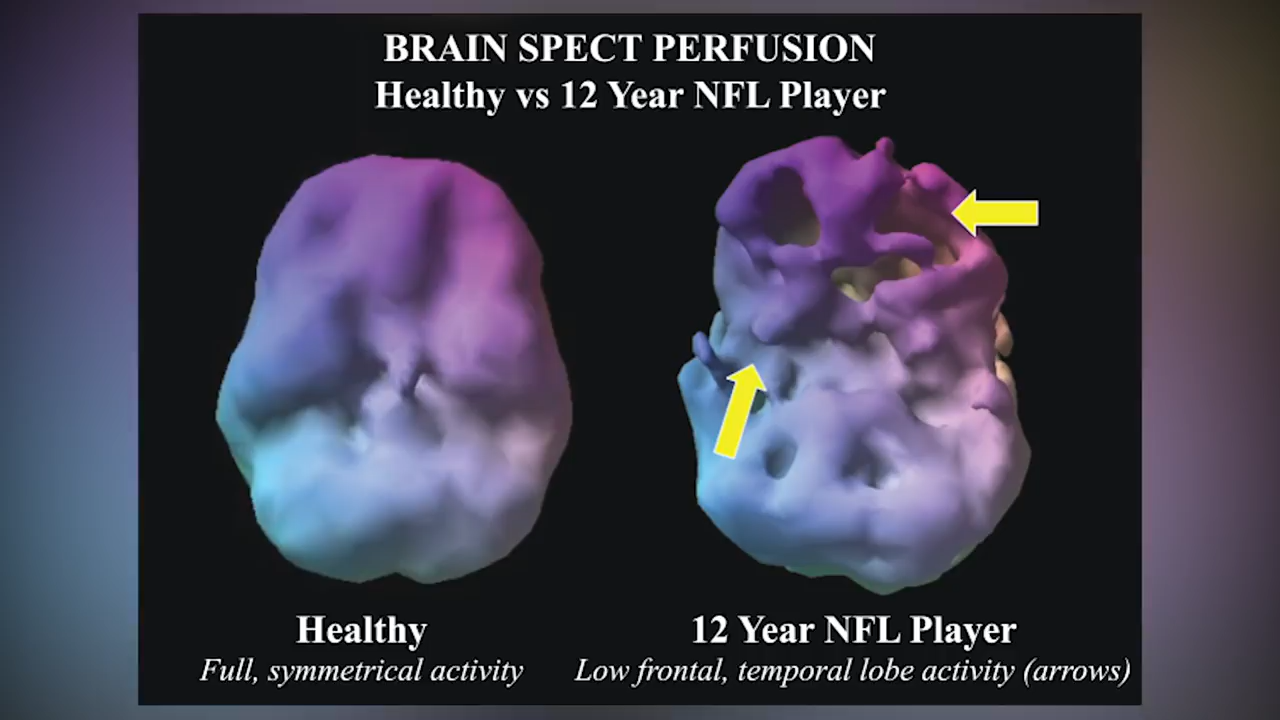 BRAIN SPECT PERFUSION
Healthy vs 12 Year NFL Player
Healthy
Full, symmetrical activity
12 Year NFL Player
Low frontal, temporal lobe activity (arrows)